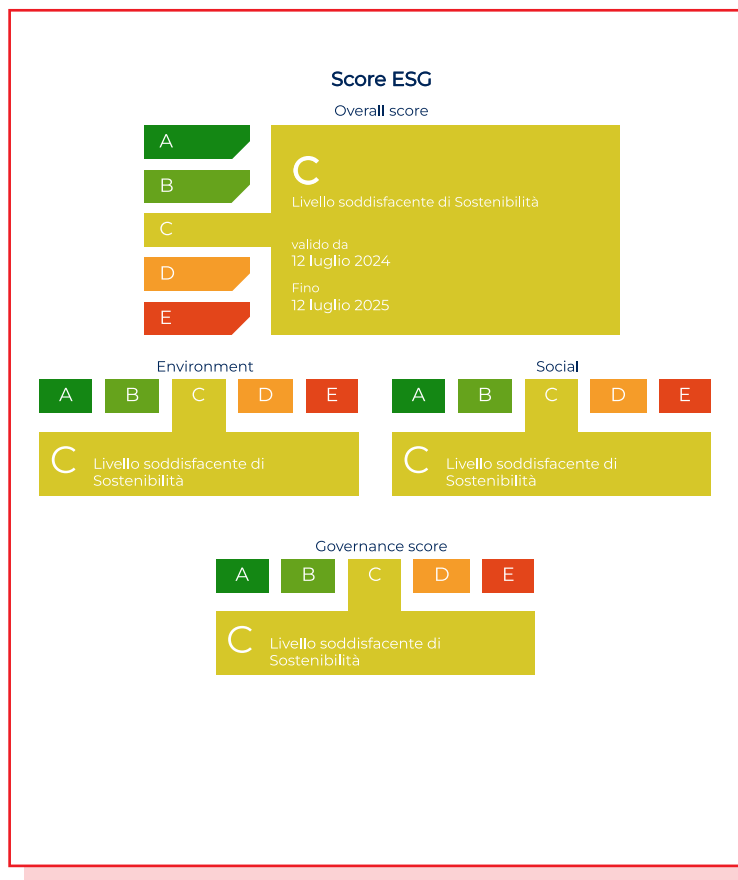 Score ESG
Overall score
A
B
C
D
E
C
Livello soddisfacente di Sostenibilità
valido da
12 luglio 2024
Fino
12 luglio 2025
Environment
A B C D E
C Livello soddisfacente di
Sostenibilità
Social
A B C D E
C Livello soddisfacente di
Sostenibilità
Governance score
A B C D E
C Livello soddisfacente di
Sostenibilità